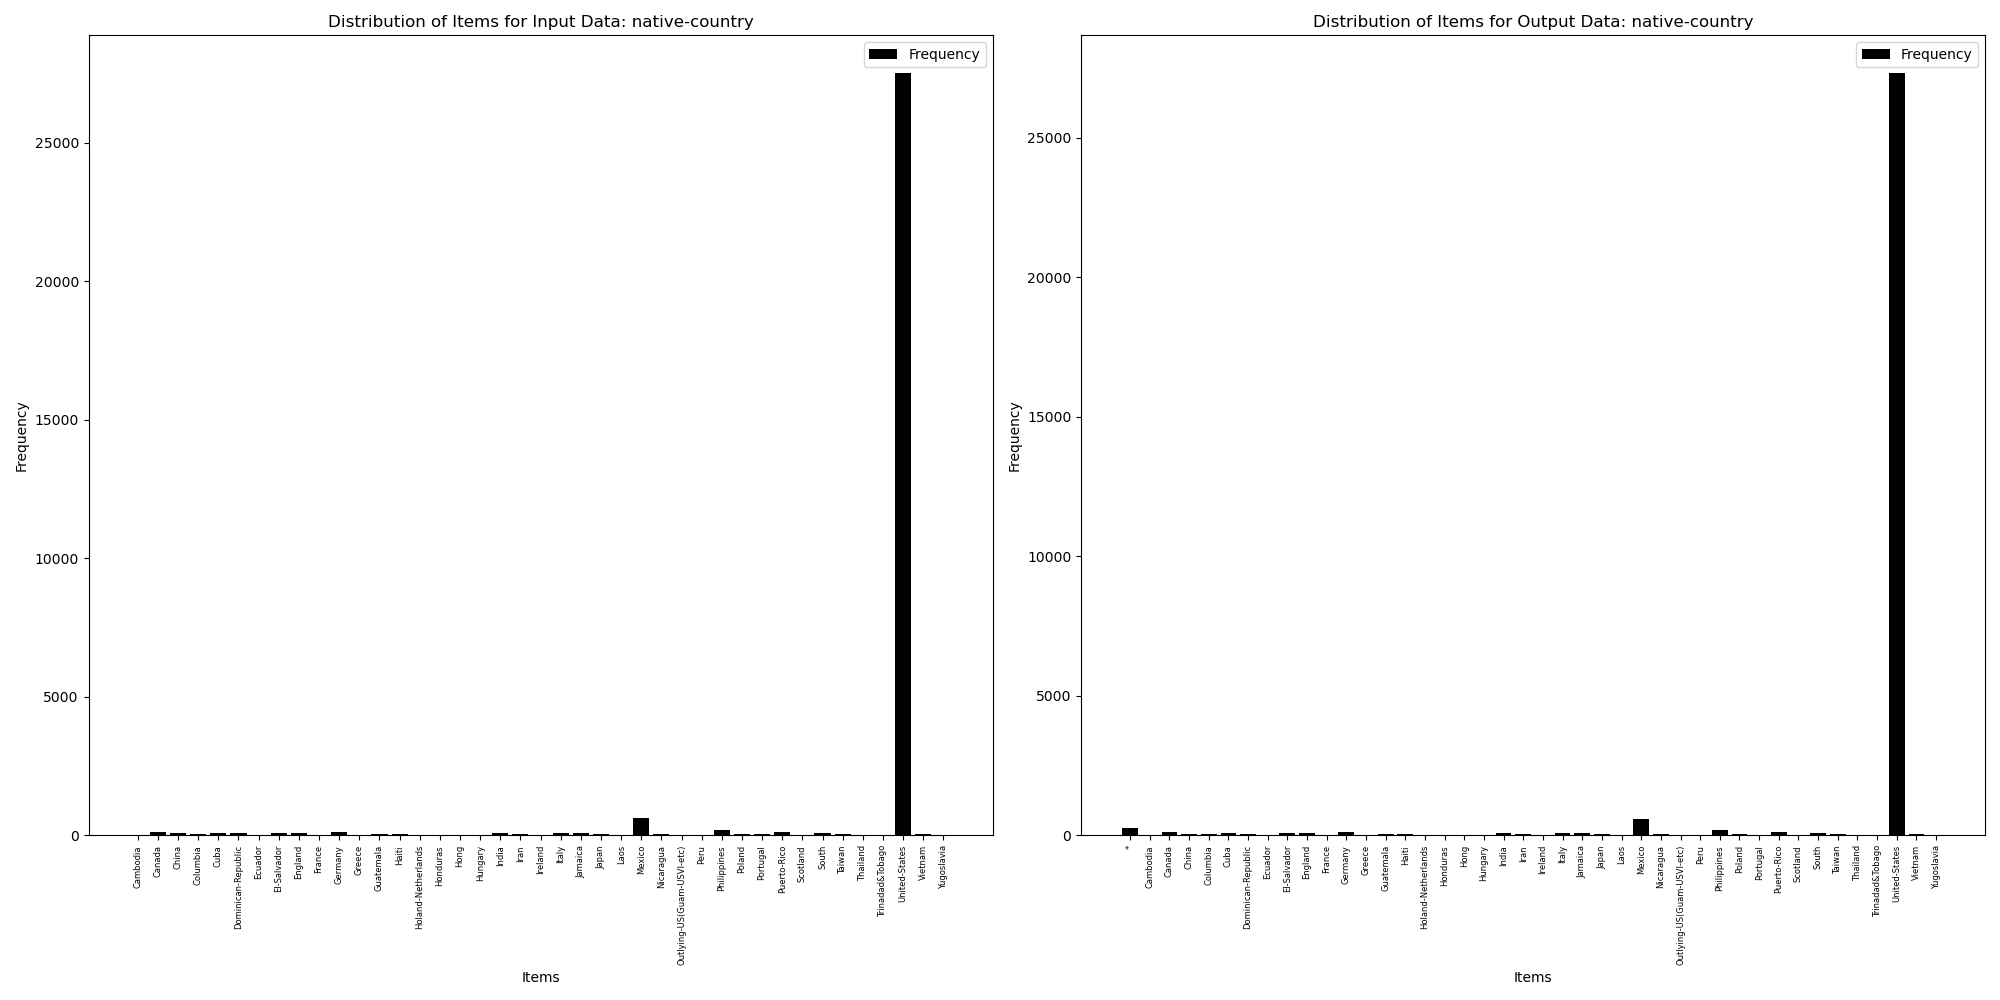 Distribution of Items for Input Data: native-country
Frequency
25000
20000
15000
10000
5000
0
Frequency
Cambodia
Canada
China
Columbia
Cuba
Dominican-Republic
Ecuador
El-Salvador
England
France
Germany
Greece
Guatemala
Haiti
Holand-Netherlands
Honduras
Hong
Hungary
India
Iran
Ireland
Italy
Jamaica
Japan
Laos
Mexico
Nicaragua
Outlying-US(Guam-USVI-etc)
Peru
Philippines
Poland
Portugal
Puerto-Rico
Scotland
South
Taiwan
Thailand
Trinadad&Tobago
United-States
Vietnam
Yugoslavia
Items
Distribution of Items for Output Data: native-country
Frequency
25000
20000
15000
10000
5000
0
Frequency
*
Cambodia
Canada
China
Columbia
Cuba
Dominican-Republic
Ecuador
El-Salvador
England
France
Germany
Greece
Guatemala
Haiti
Holand-Netherlands
Honduras
Hong
Hungary
India
Iran
Ireland
Italy
Jamaica
Japan
Laos
Mexico
Nicaragua
Outlying-US(Guam-USVI-etc)
Peru
Philippines
Poland
Portugal
Puerto-Rico
Scotland
South
Taiwan
Thailand
Trinadad&Tobago
United-States
Vietnam
Yugoslavia
Items